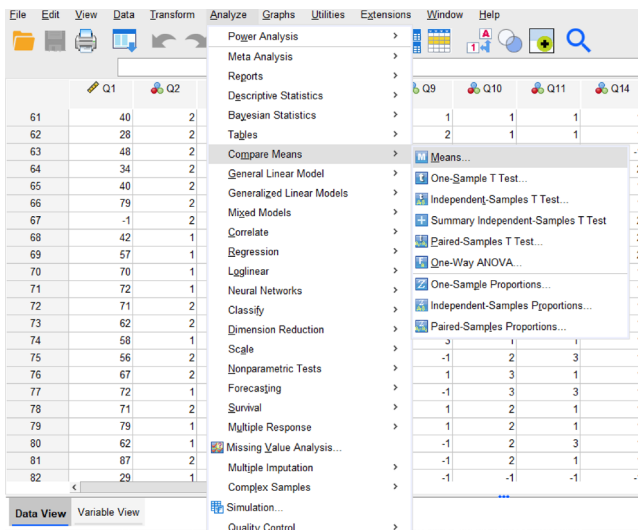 File Edit View Data Transform Analyze Graphs Utilities Extensions Window Help
Power Analysis
Meta Analysis
Reports
Q1 Q2 Descriptive Statistics Q9 Q10 Q11 Q14
61 40 2 Bayesian Statistics 1 1 1
62 28 2 Tables 2 1 1
63 48 2 Compare Means Means...
64 34 2 General Linear Model One-Sample T Test...
65 40 2 Generalized Linear Models Independent-Samples T Test...
66 79 2 Mixed Models Summary Independent-Samples T Test
67 -1 2 Correlate Paired-Samples T Test...
68 42 1
69 57 1 Regression One-Way ANOVA...
70 70 1 Loglinear One-Sample Proportions...
71 72 1 Neural Networks Independent-Samples Proportions...
72 71 2 Classify Paired-Samples Proportions...
73 62 2 Dimension Reduction
74 58 1 Scale
75 56 2 -1 2 3
76 67 2 Nonparametric Tests 1 3 1
77 72 1 Forecasting -1 3 3
78 71 2 Survival 1 2 1
79 79 1 Multiple Response 1 2 1
80 62 1 Missing Value Analysis... -1 2 3
81 87 2 Multiple Imputation -1 2 1
82 29 1 Complex Samples -1 -1 -1
Data View Variable View Simulation...
Quality Control